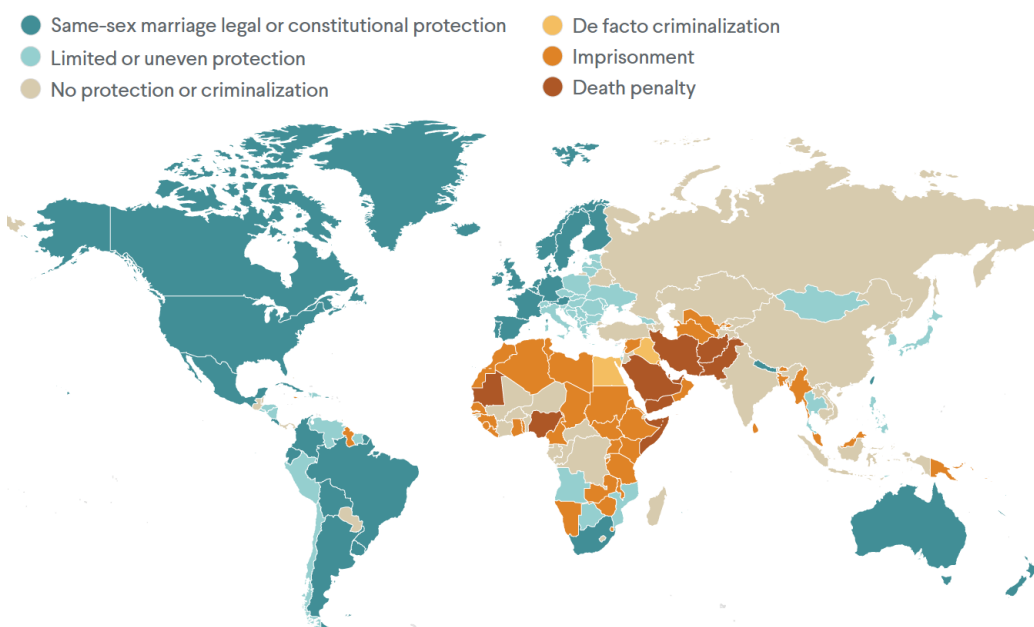 Same-sex marriage legal or constitutional protection
Limited or uneven protection
No protection or criminalization
De facto criminalization
Imprisonment
Death penalty